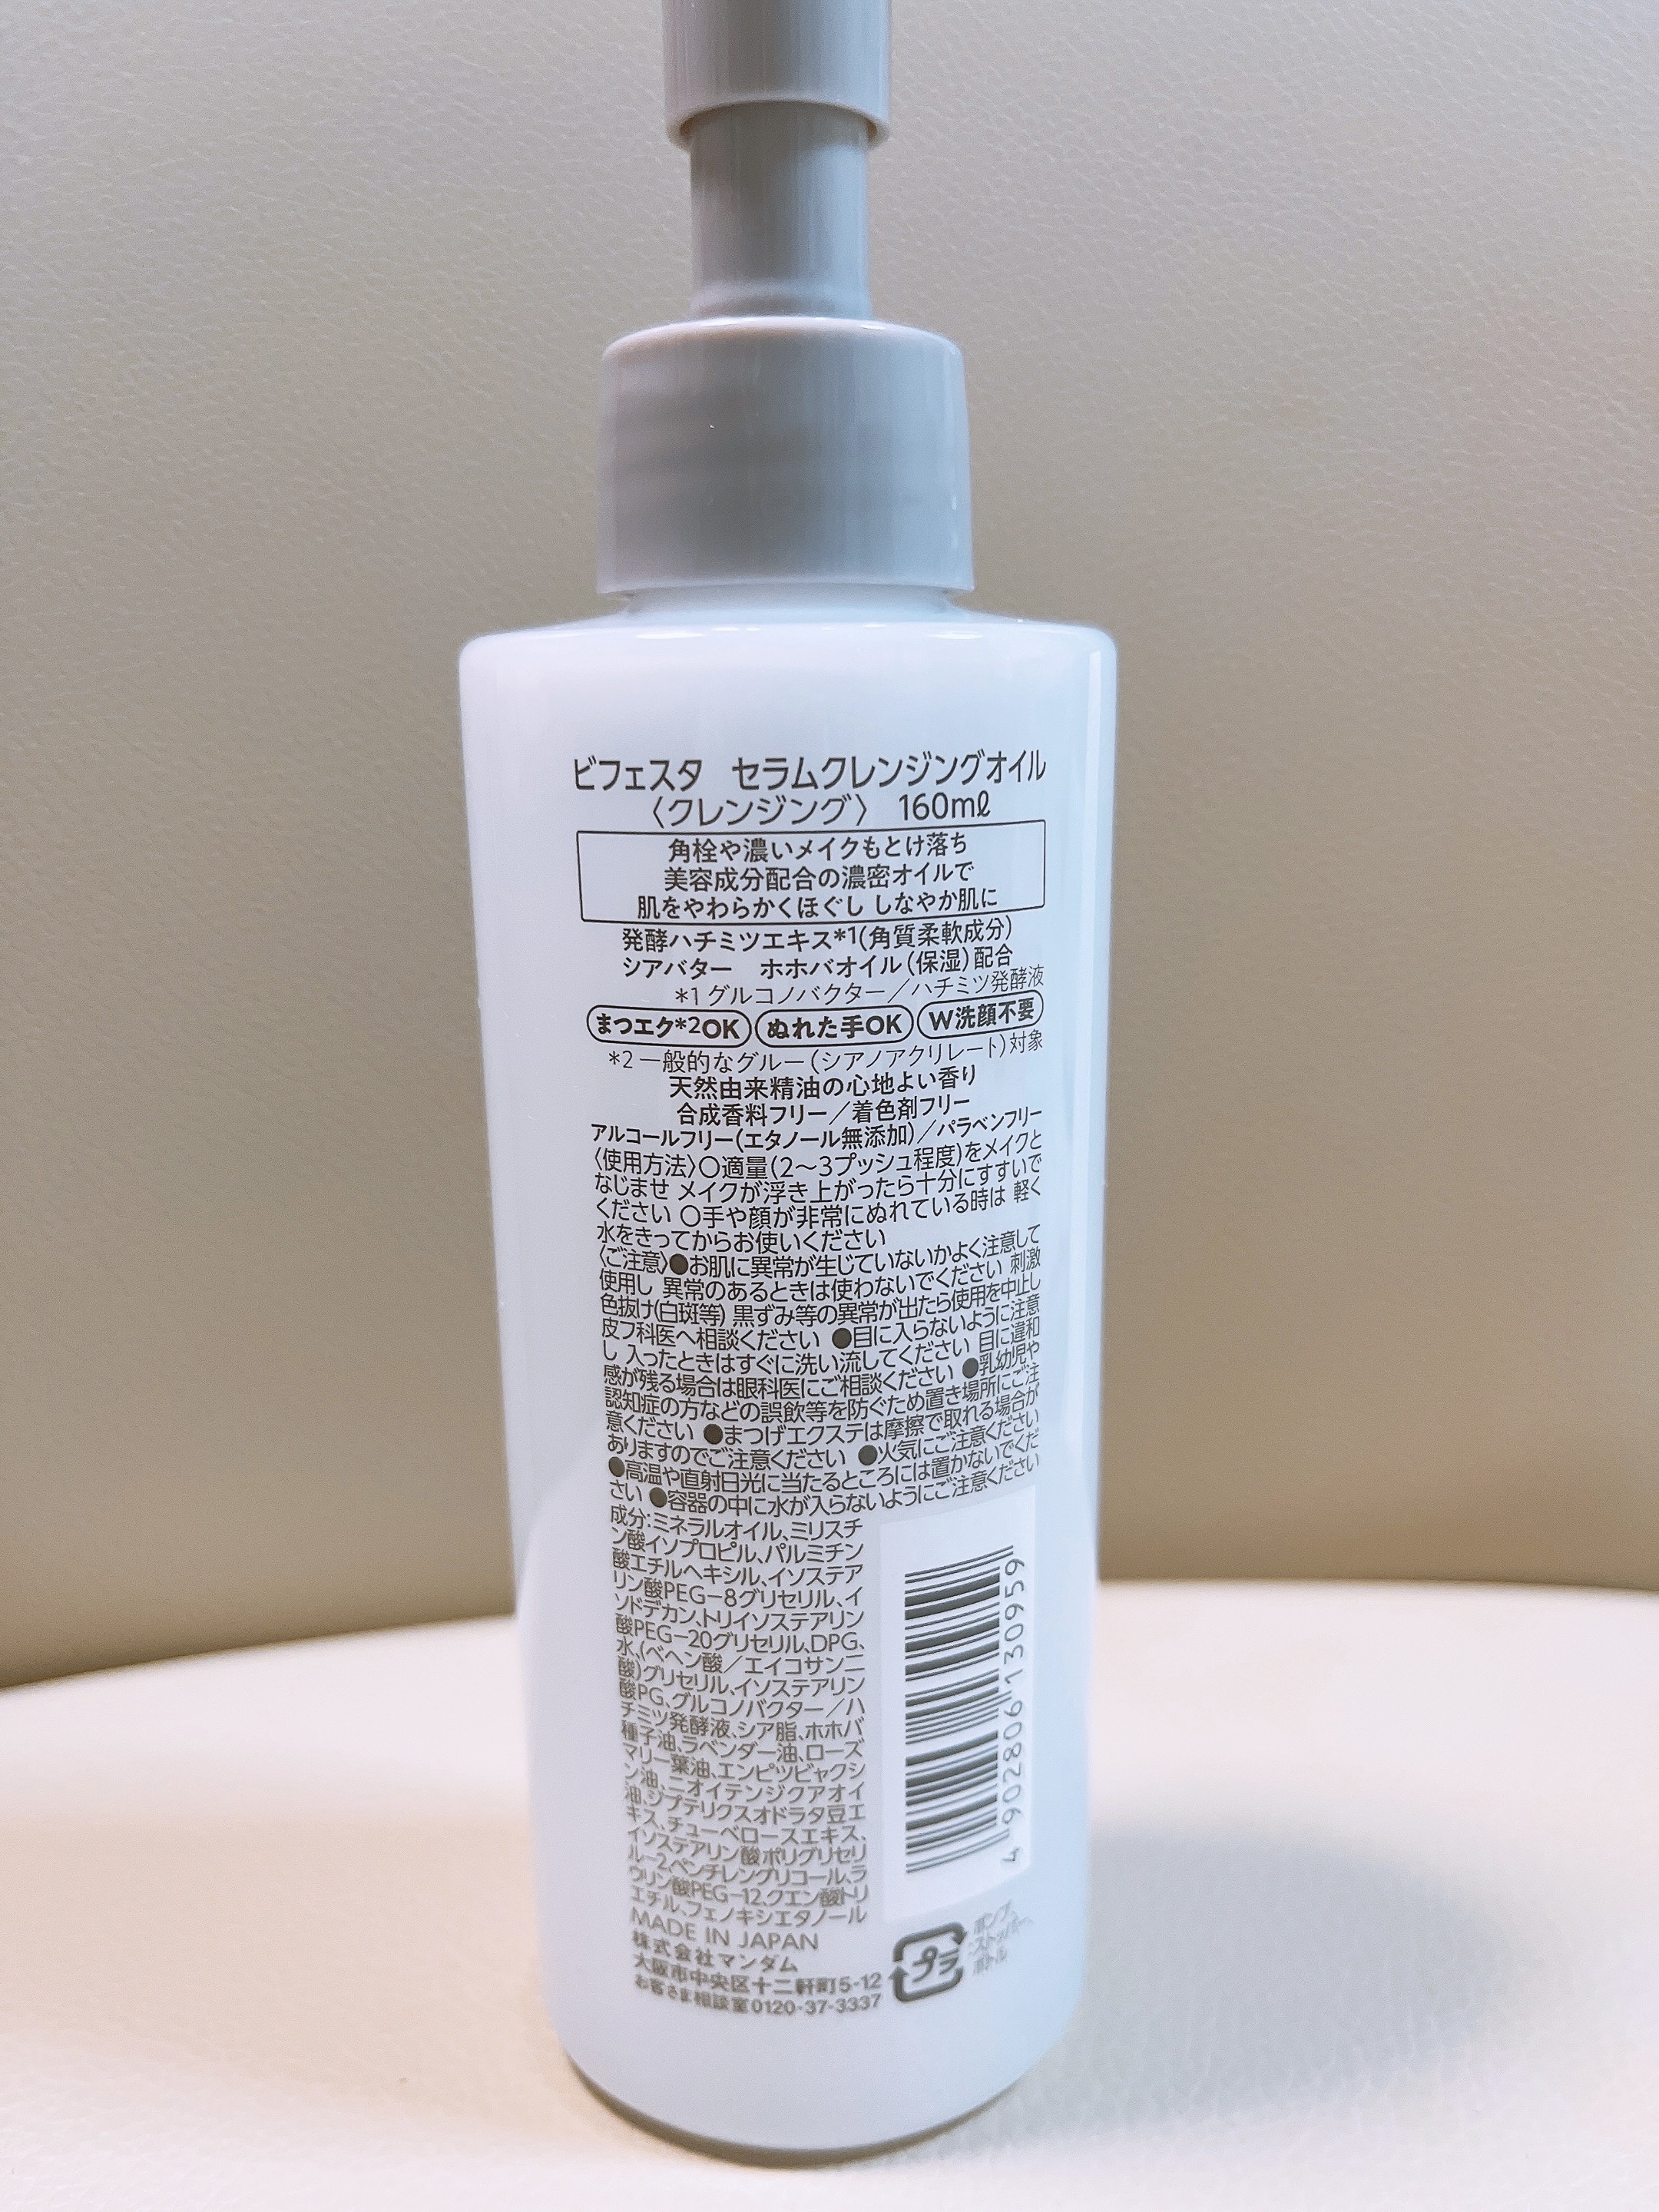 ビフェスタ　セラムクレンジングオイル
〈クレンジング〉 160mℓ
角栓や濃いメイクもとけ落ち
美容成分配合の濃密オイルで
肌をやわらかくほぐし しなやか肌に
発酵ハチミツエキス*1(角質柔軟成分)
シアバター　ホホバオイル(保湿)配合
*1 グルコノバクター／ハチミツ発酵液
まつエク*2OK ぬれた手OK W洗顔不要
*2 一般的なグルー(シアノアクリレート)対象
天然由来精油の心地よい香り
合成香料フリー／着色剤フリー
アルコールフリー(エタノール無添加)／パラベンフリー
〈使用方法〉○適量(2〜3プッシュ程度)をメイクと
なじませ メイクが浮き上がったら十分にすすいで
ください ○手や顔が非常にぬれている時は 軽く
水をきってからお使いください
〈ご注意〉●お肌に異常が生じていないかよく注意して
使用し 異常のあるときは使わないでください 刺激
色抜け(白斑等) 黒ずみ等の異常が出たら使用を中止し
皮フ科医へ相談ください ●目に入らないように注意
し 入ったときはすぐに洗い流してください 目に違和
感が残る場合は眼科医にご相談ください ●乳幼児や
認知症の方などの誤飲等を防ぐため置き場所にご注
意ください ●まつげエクステは摩擦で取れる場合が
ありますのでご注意ください ●火気にご注意ください
●高温や直射日光に当たるところには置かないでくだ
さい ●容器の中に水が入らないようにご注意ください
成分:ミネラルオイル、ミリスチ
ン酸イソプロピル、パルミチン
酸エチルヘキシル、イソステア
リン酸PEG-8グリセリル、イ
ソドデカン、トリイソステアリン
酸PEG-20グリセリル、DPG、
水、(ベヘン酸／エイコサン二
酸)グリセリル、イソステアリン
酸PG、グルコノバクター／ハ
チミツ発酵液、シア脂、ホホバ
種子油、ラベンダー油、ローズ
マリー葉油、エンピツビャクシ
ン油、ニオイテンジクアオイ
油、ジプテリクスオドラタ豆エ
キス、チューベロースエキス、
イソステアリン酸ポリグリセリ
ル-2、ペンチレングリコール、ラ
ウリン酸PEG-12、クエン酸トリ
エチル、フェノキシエタノール
MADE IN JAPAN
株式会社マンダム
大阪市中央区十二軒町5-12
お客さま相談室0120-37-3337
4 902806 130959
プラ
ポンプ、
ストッパー、
ボトル